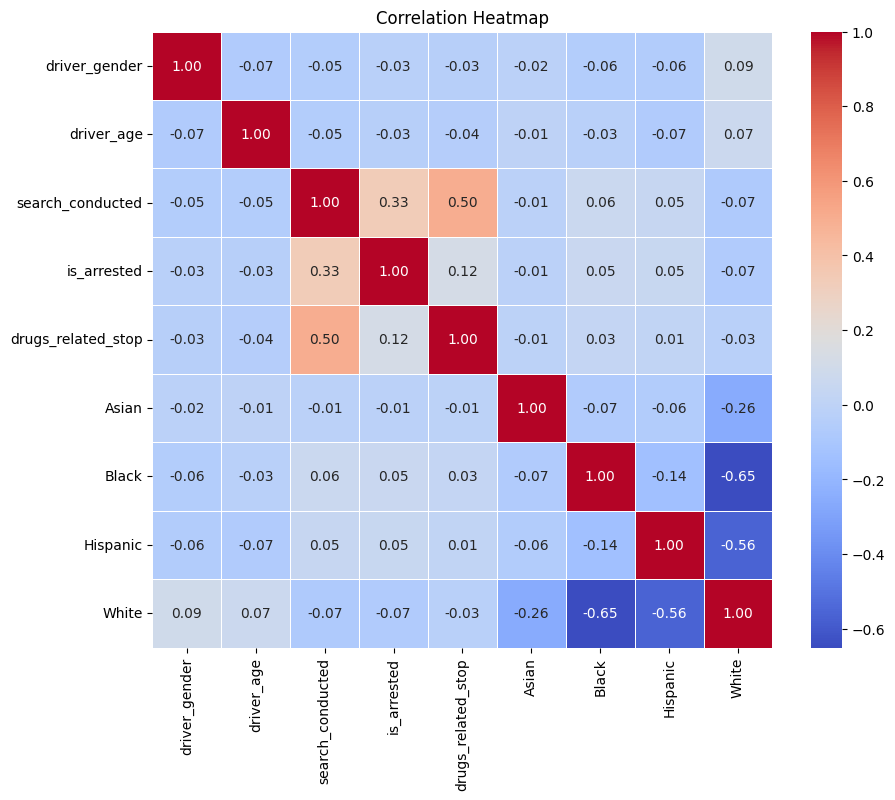 Correlation Heatmap
driver_gender 1.00 -0.07 -0.05 -0.03 -0.03 -0.02 -0.06 -0.06 0.09
driver_age -0.07 1.00 -0.05 -0.03 -0.04 -0.01 -0.03 -0.07 0.07
search_conducted -0.05 -0.05 1.00 0.33 0.50 -0.01 0.06 0.05 -0.07
is_arrested -0.03 -0.03 0.33 1.00 0.12 -0.01 0.05 0.05 -0.07
drugs_related_stop -0.03 -0.04 0.50 0.12 1.00 -0.01 0.03 0.01 -0.03
Asian -0.02 -0.01 -0.01 -0.01 -0.01 1.00 -0.07 -0.06 -0.26
Black -0.06 -0.03 0.06 0.05 0.03 -0.07 1.00 -0.14 -0.65
Hispanic -0.06 -0.07 0.05 0.05 0.01 -0.06 -0.14 1.00 -0.56
White 0.09 0.07 -0.07 -0.07 -0.03 -0.26 -0.65 -0.56 1.00
driver_gender
driver_age
search_conducted
is_arrested
drugs_related_stop
Asian
Black
Hispanic
White
1.0
0.8
0.6
0.4
0.2
0.0
−0.2
−0.4
−0.6